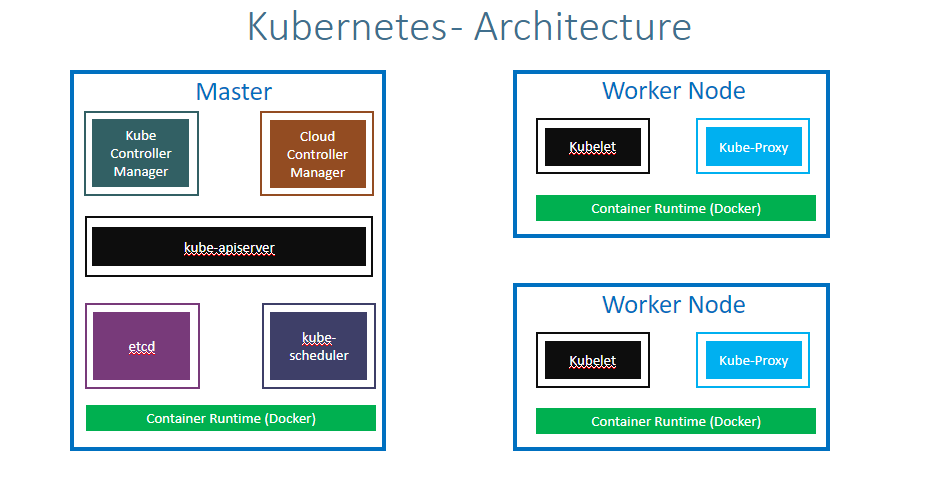 Kubernetes- Architecture
Master
Kube
Controller
Manager
Cloud
Controller
Manager
kube-apiserver
etcd
kube-
scheduler
Container Runtime (Docker)
Worker Node
Kubelet
Kube-Proxy
Container Runtime (Docker)
Worker Node
Kubelet
Kube-Proxy
Container Runtime (Docker)